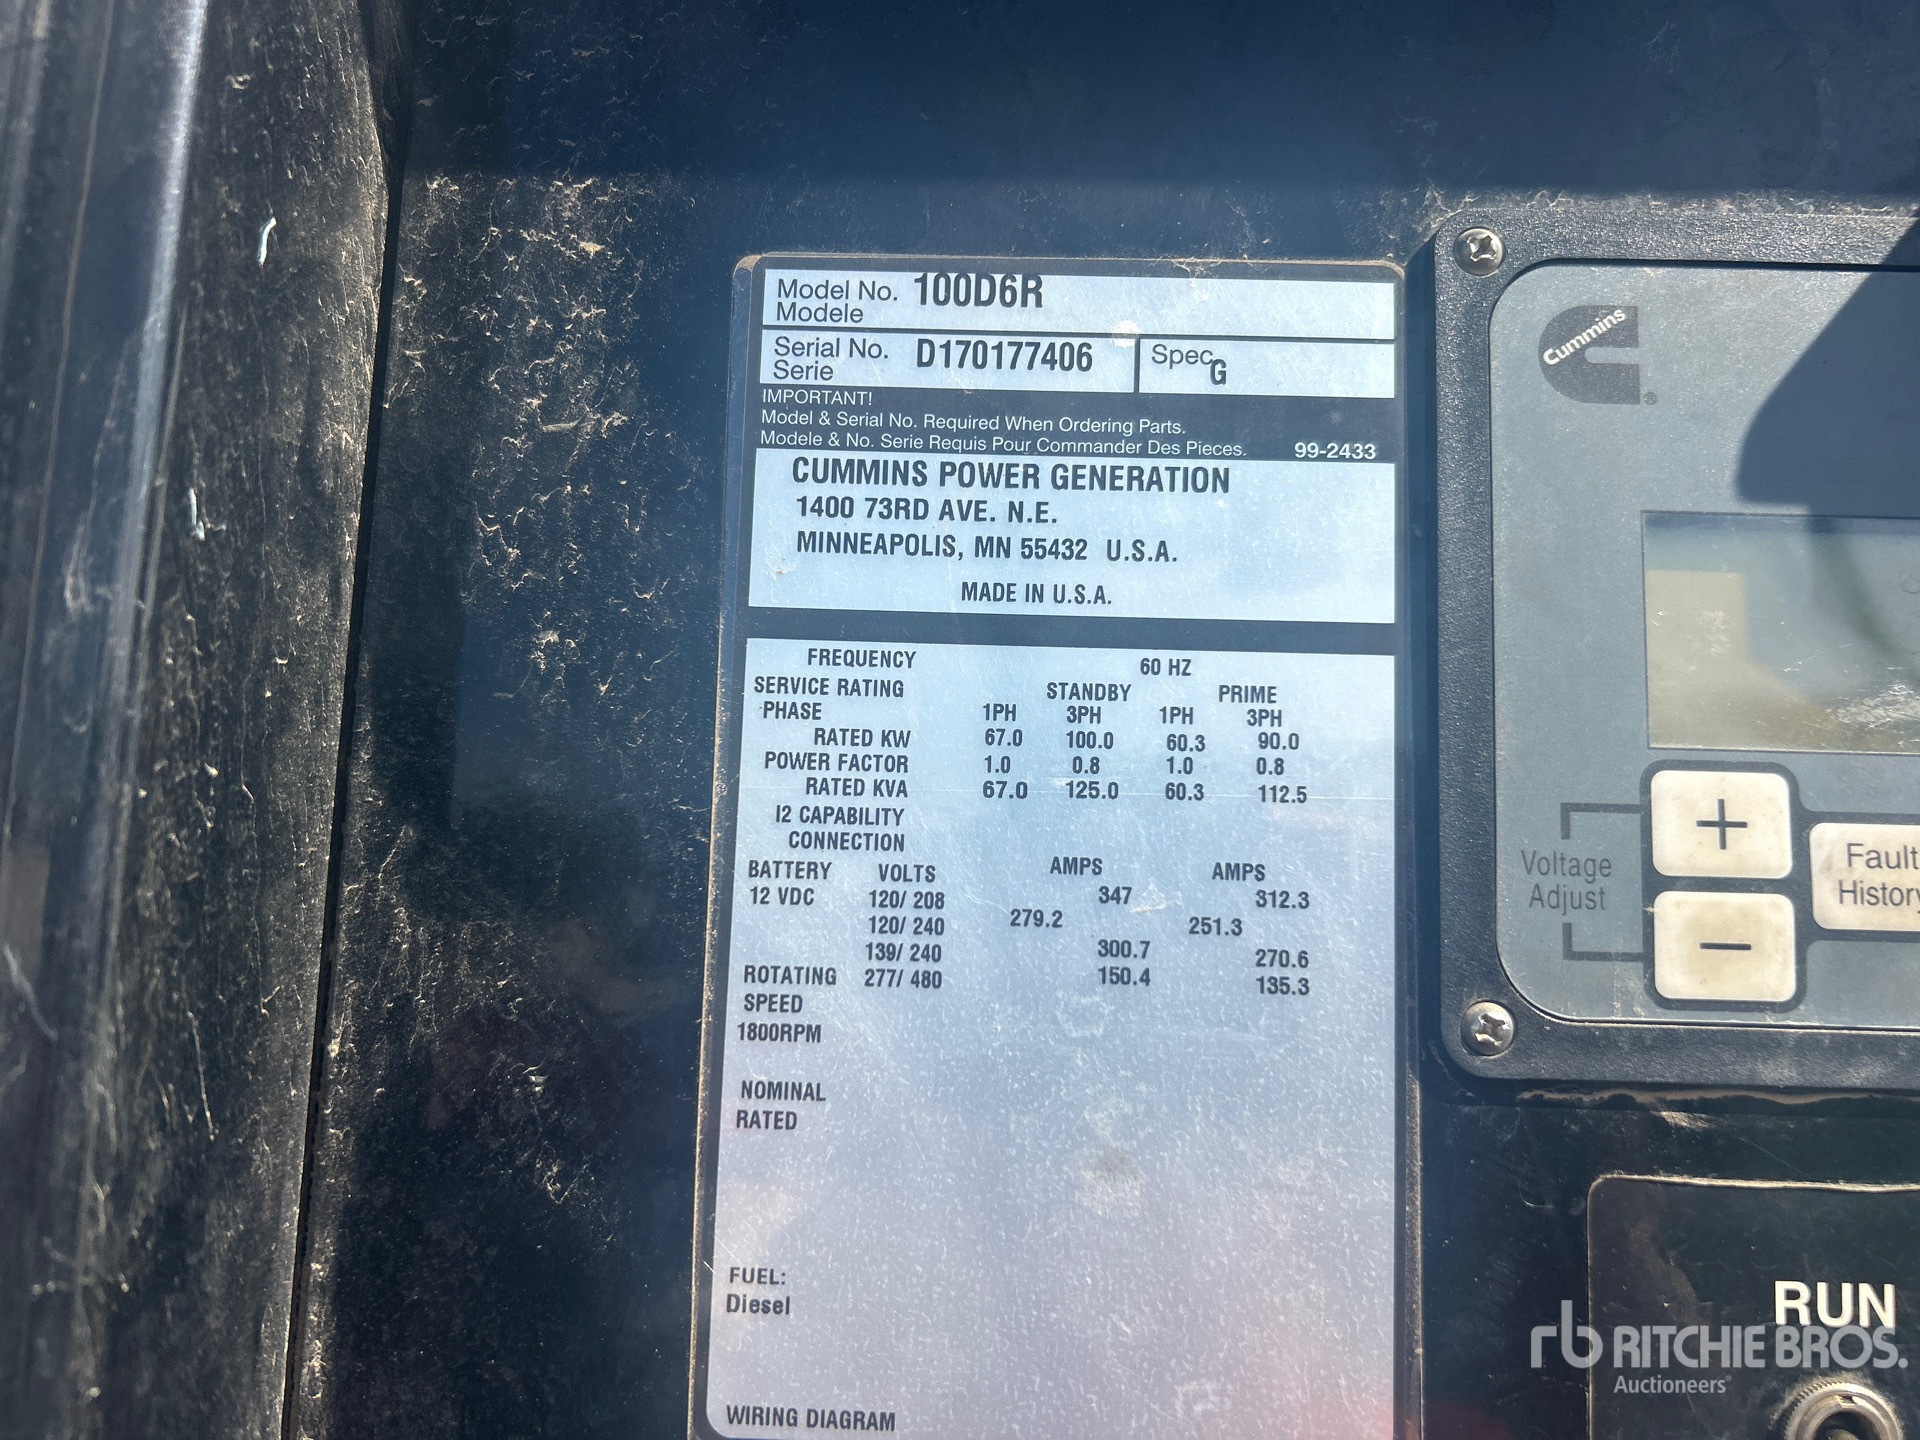 Model No. 100D6R
Modele
Serial No. D170177406 Spec G
Serie
IMPORTANT!
Model & Serial No. Required When Ordering Parts.
Modele & No. Serie Requis Pour Commander Des Pieces. 99-2433
CUMMINS POWER GENERATION
1400 73RD AVE. N.E.
MINNEAPOLIS, MN 55432 U.S.A.
MADE IN U.S.A.
FREQUENCY 60 HZ
SERVICE RATING STANDBY PRIME
PHASE 1PH 3PH 1PH 3PH
RATED KW 67.0 100.0 60.3 90.0
POWER FACTOR 1.0 0.8 1.0 0.8
RATED KVA 67.0 125.0 60.3 112.5
I2 CAPABILITY
CONNECTION
BATTERY VOLTS AMPS AMPS
12 VDC 120/ 208 347 312.3
120/ 240 279.2 251.3
139/ 240 300.7 270.6
ROTATING 277/ 480 150.4 135.3
SPEED
1800RPM
NOMINAL
RATED
FUEL:
Diesel
WIRING DIAGRAM
Cummins
Voltage
Adjust
+
−
Fault
History
RUN
rb RITCHIE BROS.
Auctioneers